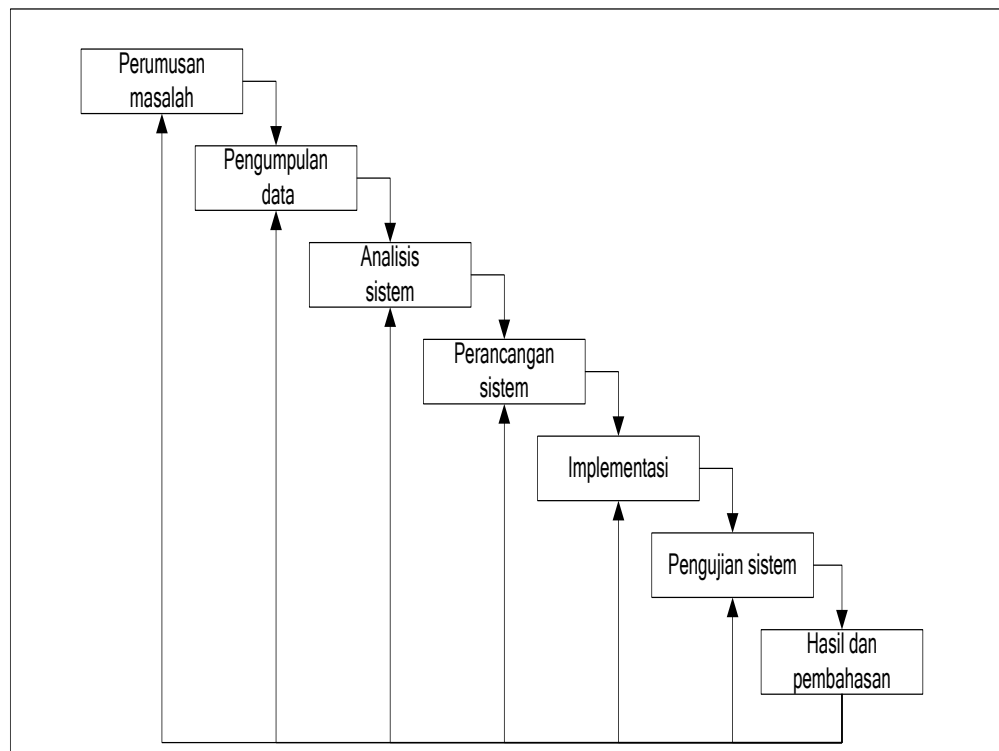 Perumusan
masalah
Pengumpulan
data
Analisis
sistem
Perancangan
sistem
Implementasi
Pengujian sistem
Hasil dan
pembahasan